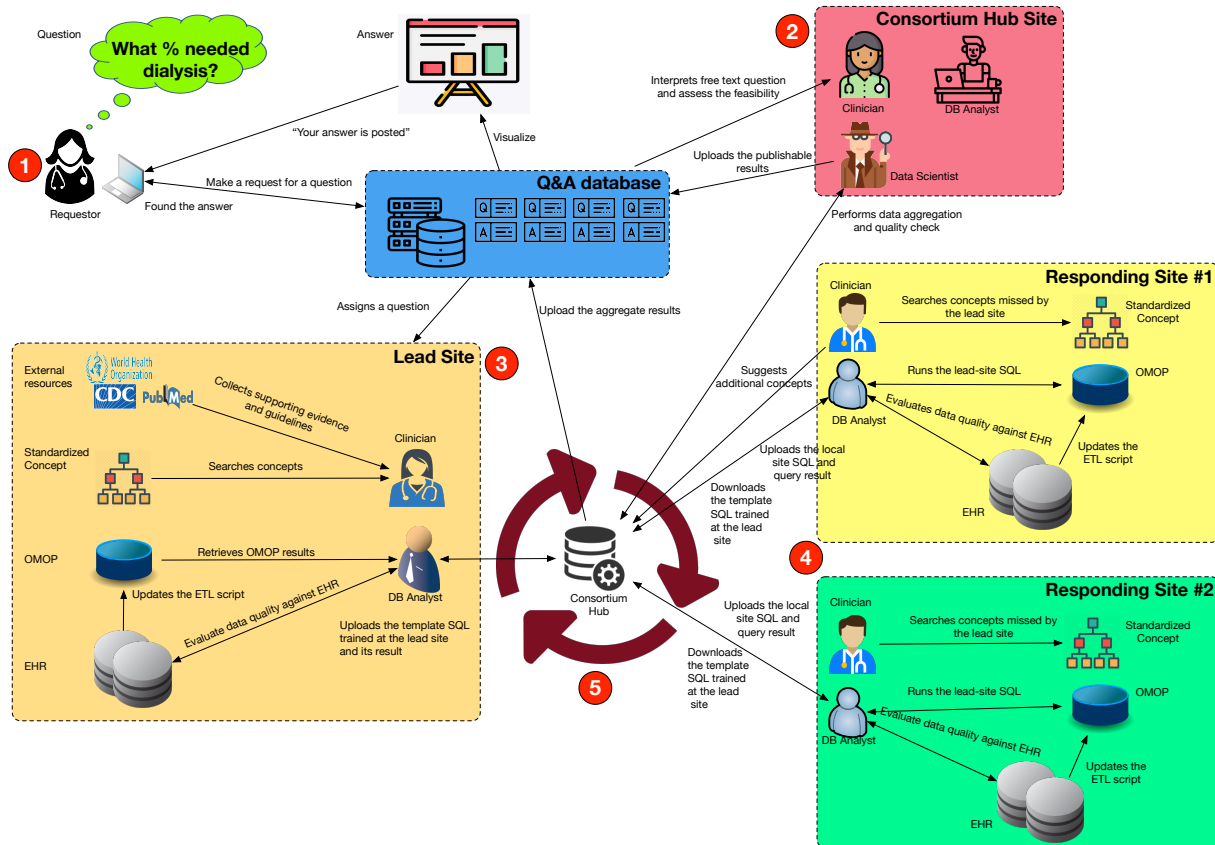 Question
What % needed
dialysis?
1
Requestor
Answer
"Your answer is posted"
Visualize
Make a request for a question
Found the answer
Q&A database
Q
Q
Q
Q
A
A
A
A
2
Consortium Hub Site
Clinician
DB Analyst
Data Scientist
Interprets free text question
and assess the feasibility
Uploads the publishable
results
Performs data aggregation
and quality check
Assigns a question
Upload the aggregate results
3
Lead Site
External
resources
World Health
Organization
CDC
PubMed
Collects supporting evidence
and guidelines
Clinician
Standardized
Concept
Searches concepts
OMOP
Retrieves OMOP results
DB Analyst
Updates the ETL script
Evaluate data quality against EHR
Uploads the template SQL
trained at the lead site
and its result
EHR
Consortium
Hub
5
Suggests
additional concepts
Uploads the local
site SQL and
query result
Downloads
the template
SQL trained
at the lead
site
Uploads the local
site SQL and
query result
Downloads
the template
SQL trained
at the lead
site
4
Responding Site #1
Clinician
Searches concepts missed by
the lead site
Standardized
Concept
Runs the lead-site SQL
OMOP
DB Analyst
Evaluates data quality against EHR
Updates the
ETL script
EHR
Responding Site #2
Clinician
Searches concepts missed by
the lead site
Standardized
Concept
Runs the lead-site SQL
OMOP
DB Analyst
Evaluate data quality against EHR
Updates the
ETL script
EHR